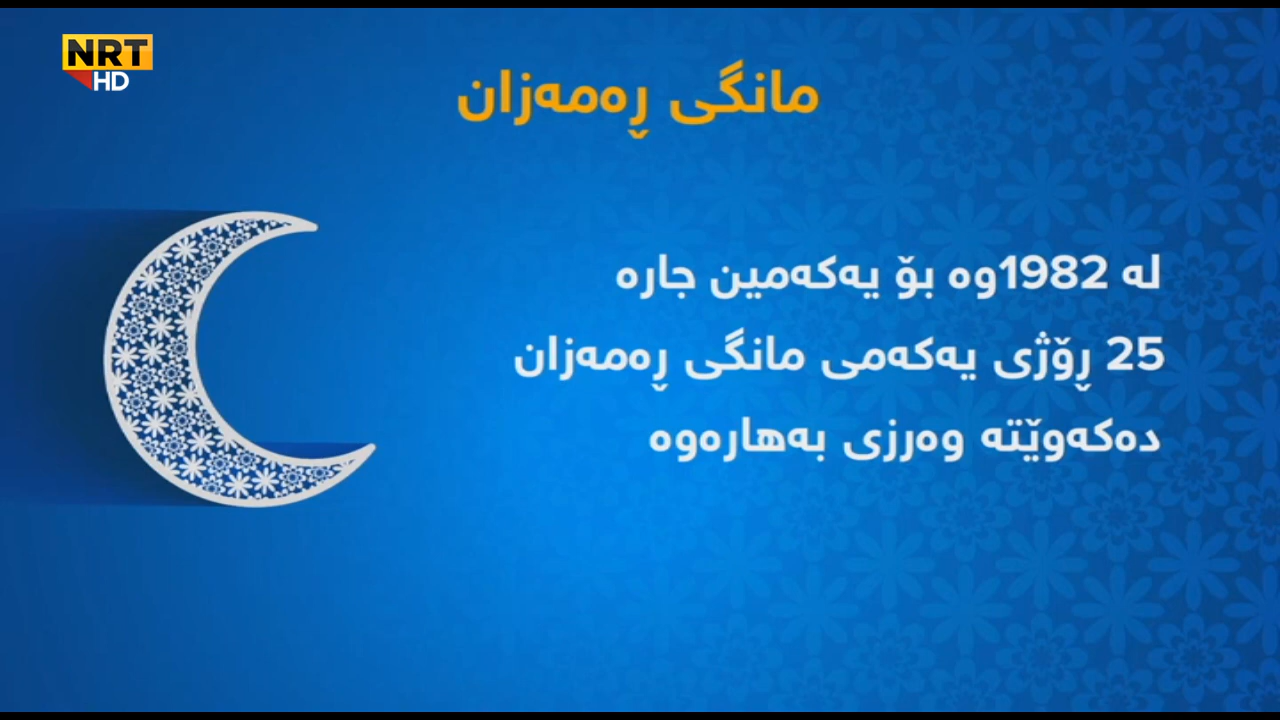 NRT
HD
مانگی ڕەمەزان
لە 1982وە بۆ یەکەمین جارە
25 ڕۆژی یەکەمی مانگی ڕەمەزان
دەکەوێتە وەرزی بەهارەوە